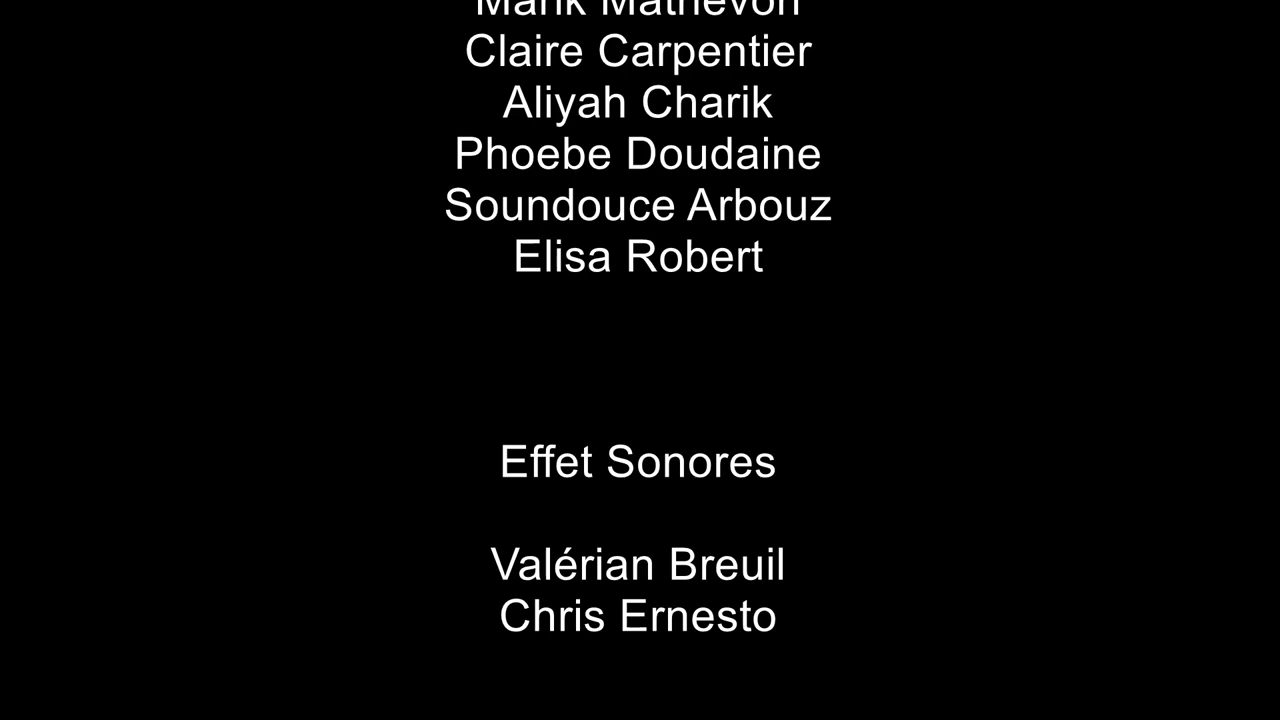 Claire Carpentier
Aliyah Charik
Phoebe Doudaine
Soundouce Arbouz
Elisa Robert
Effet Sonores
Valérian Breuil
Chris Ernesto